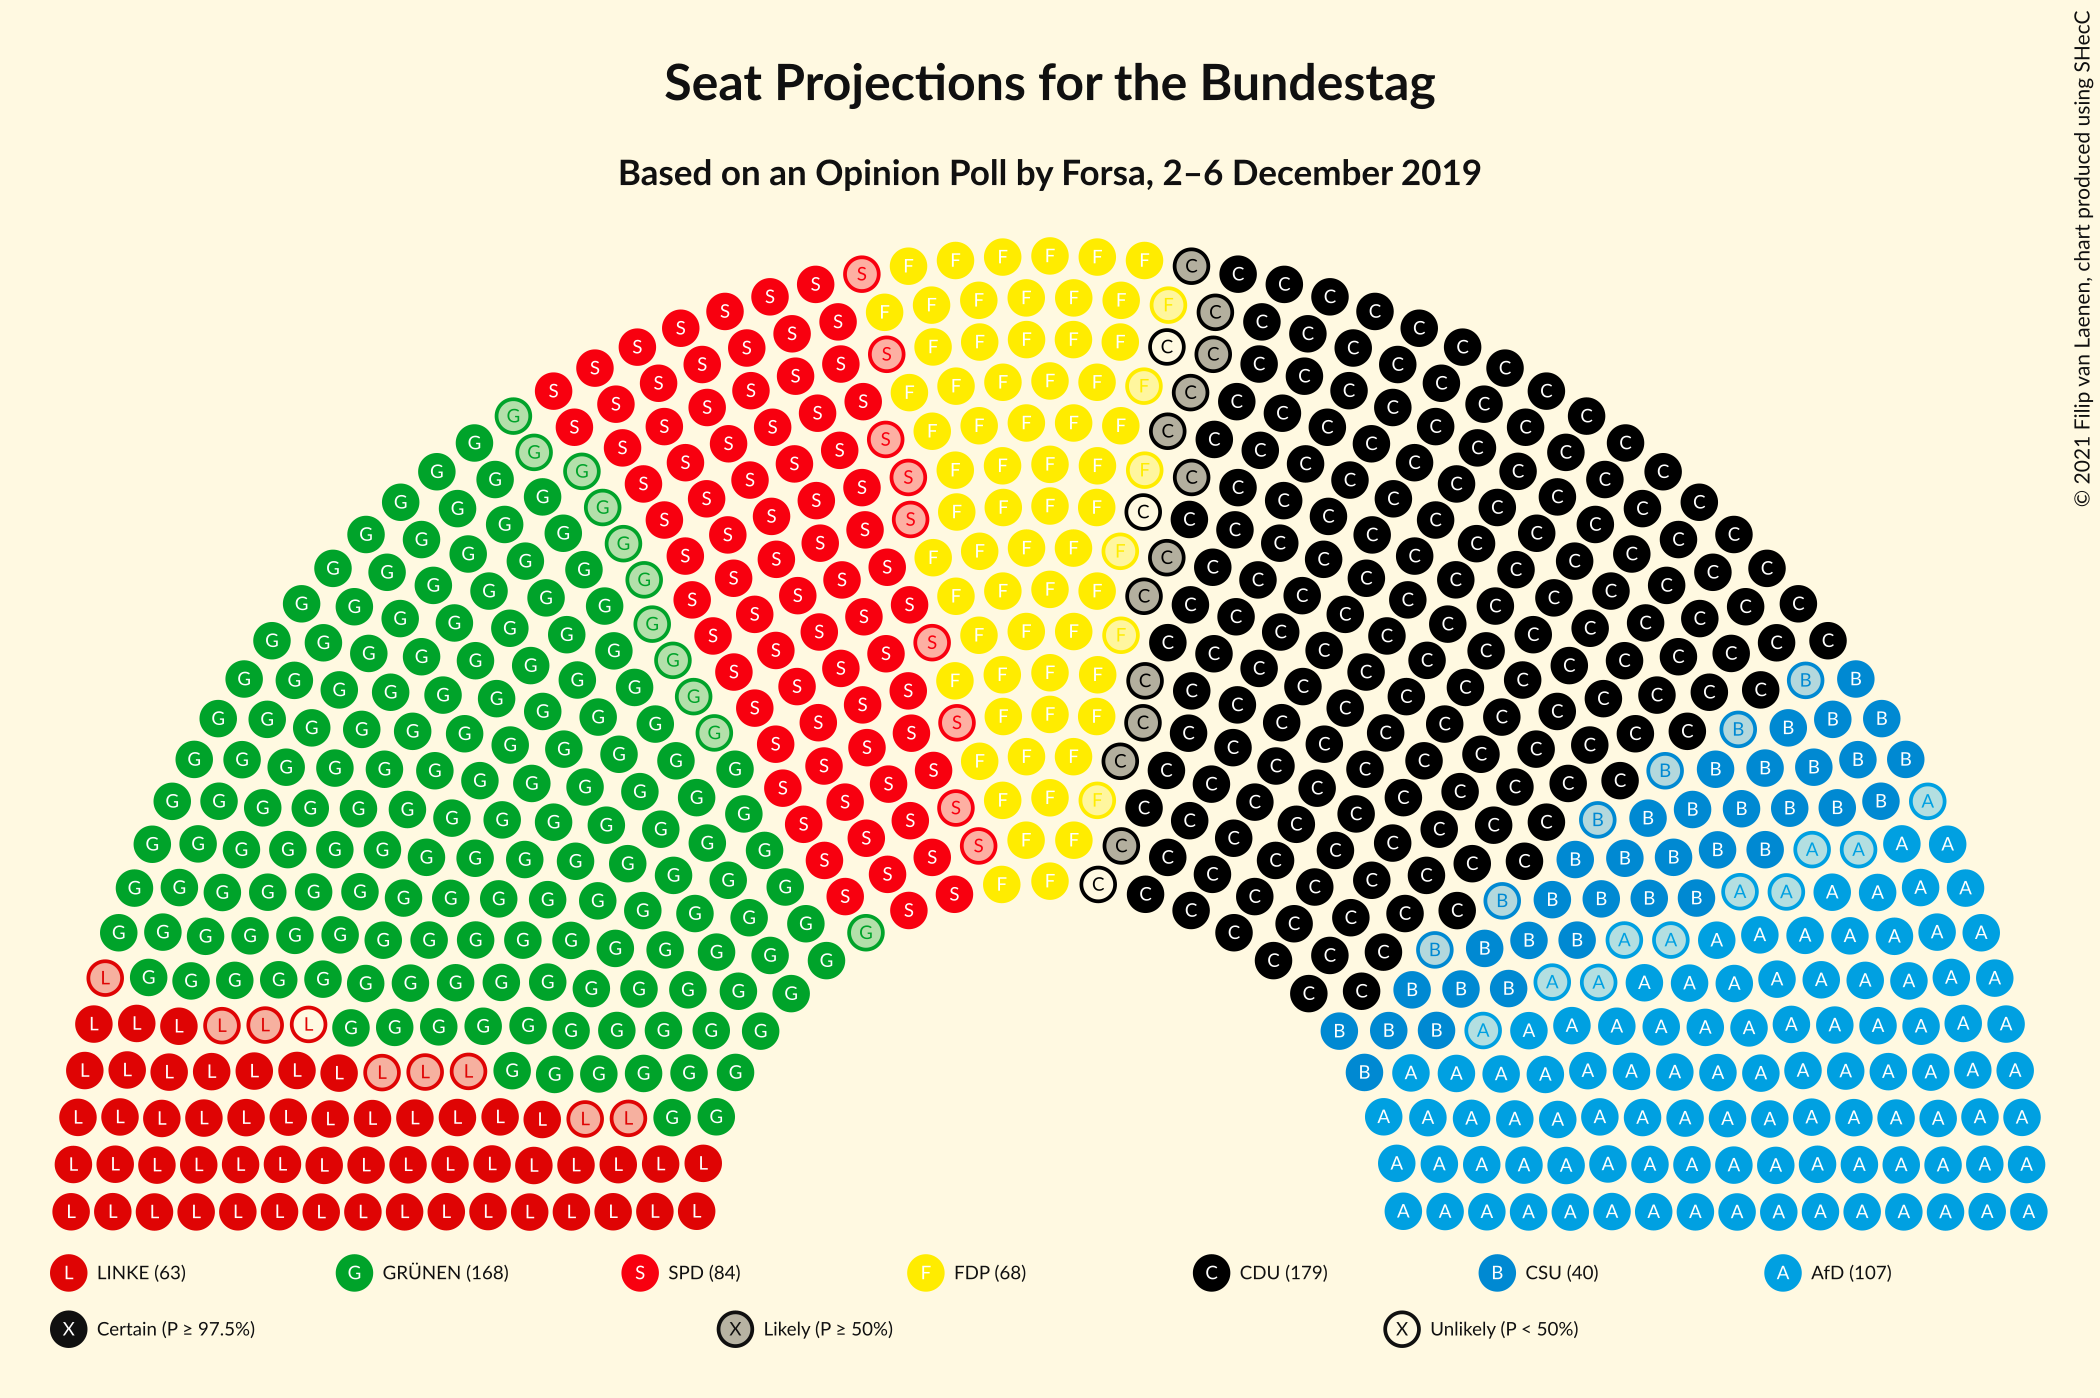 Seat Projections for the Bundestag
Based on an Opinion Poll by Forsa, 2–6 December 2019
© 2021 Filip van Laenen, chart produced using SHecC
L LINKE (63) G GRÜNEN (168) S SPD (84) F FDP (68) C CDU (179) B CSU (40) A AfD (107)
X Certain (P ≥ 97.5%) X Likely (P ≥ 50%) X Unlikely (P < 50%)